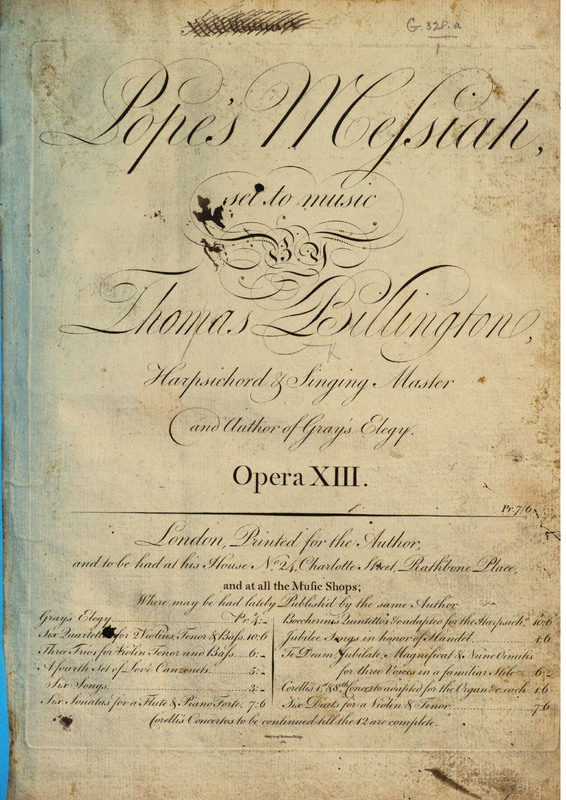 G.328.a
1
Pope's Meſsiah,
set to music
BY
Thomas Billington,
Harpsichord & Singing Master
and Author of Gray's Elegy.
Opera XIII.
Pr. 7/6
London, Printed for the Author,
and to be had at his House No. 24, Charlotte Street, Rathbone Place,
and at all the Muſic Shops;
Where may be had lately Publish'd by the same Author
Gray's Elegy Pr. 4:-
Six Quartetts for 2 Violins Tenor & Baſs. 10:6
Three Trios for Violin Tenor and Baſs.... 6:-
A fourth Set of Love Canzonets........ 5:-
Six Songs........ 3:-
Six Sonatas for a Flute & Piano Forte. 7:6
Boccherini's Quintetto's &c adapted for the Harpsichd. 10:6
Jubilee Songs in honor of Handel........ 1:6
Te Deum, Jubilate, Magnificat & Nunc Dimitis
for three Voices in a familiar Stile.... 6:-
Corelli's 1st. & 8th. Concerto adapted for the Organ &c. each 1:6
Six Duets for a Violin & Tenor........ 7:6
Corelli's Concertos to be continued till the 12 are complete.